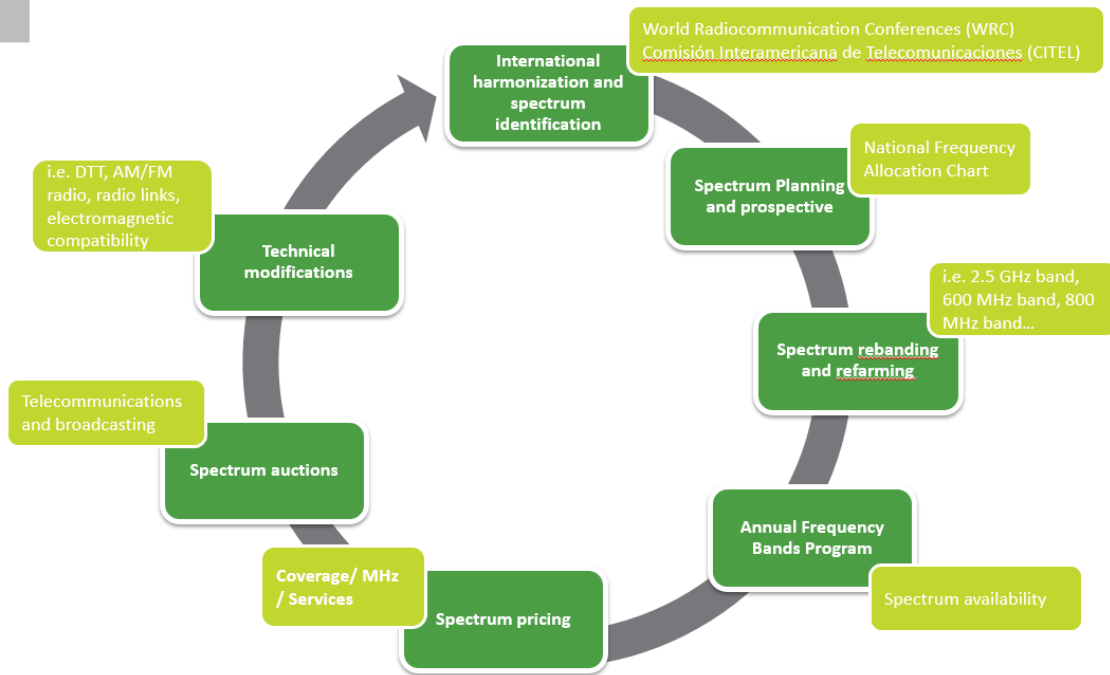 World Radiocommunication Conferences (WRC)
Comisión Interamericana de Telecomunicaciones (CITEL)
International
harmonization and
spectrum
identification
National Frequency
Allocation Chart
Spectrum Planning
and prospective
i.e. 2.5 GHz band,
600 MHz band, 800
MHz band…
Spectrum rebanding
and refarming
Annual Frequency
Bands Program
Spectrum availability
Coverage/ MHz
/ Services
Spectrum pricing
Telecommunications
and broadcasting
Spectrum auctions
i.e. DTT, AM/FM
radio, radio links,
electromagnetic
compatibility
Technical
modifications